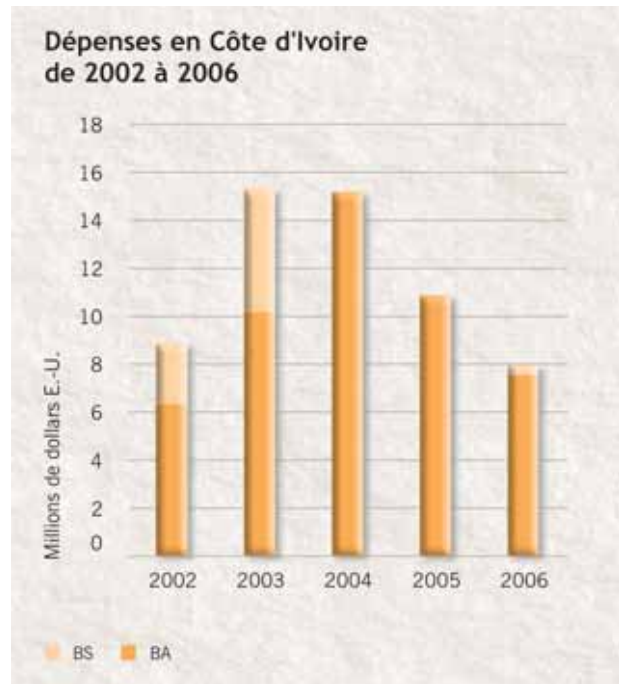 Dépenses en Côte d'Ivoire
de 2002 à 2006
18
16
14
12
10
8
6
4
2
0
Millions de dollars E.-U.
2002 2003 2004 2005 2006
BS BA